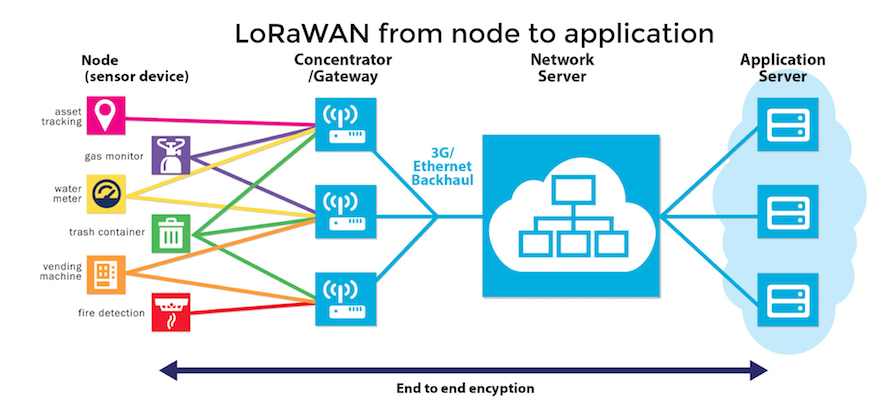 LoRaWAN from node to application
Node
(sensor device)
Concentrator
/Gateway
Network
Server
Application
Server
asset
tracking
gas monitor
water
meter
trash container
vending
machine
fire detection
3G/
Ethernet
Backhaul
End to end encyption